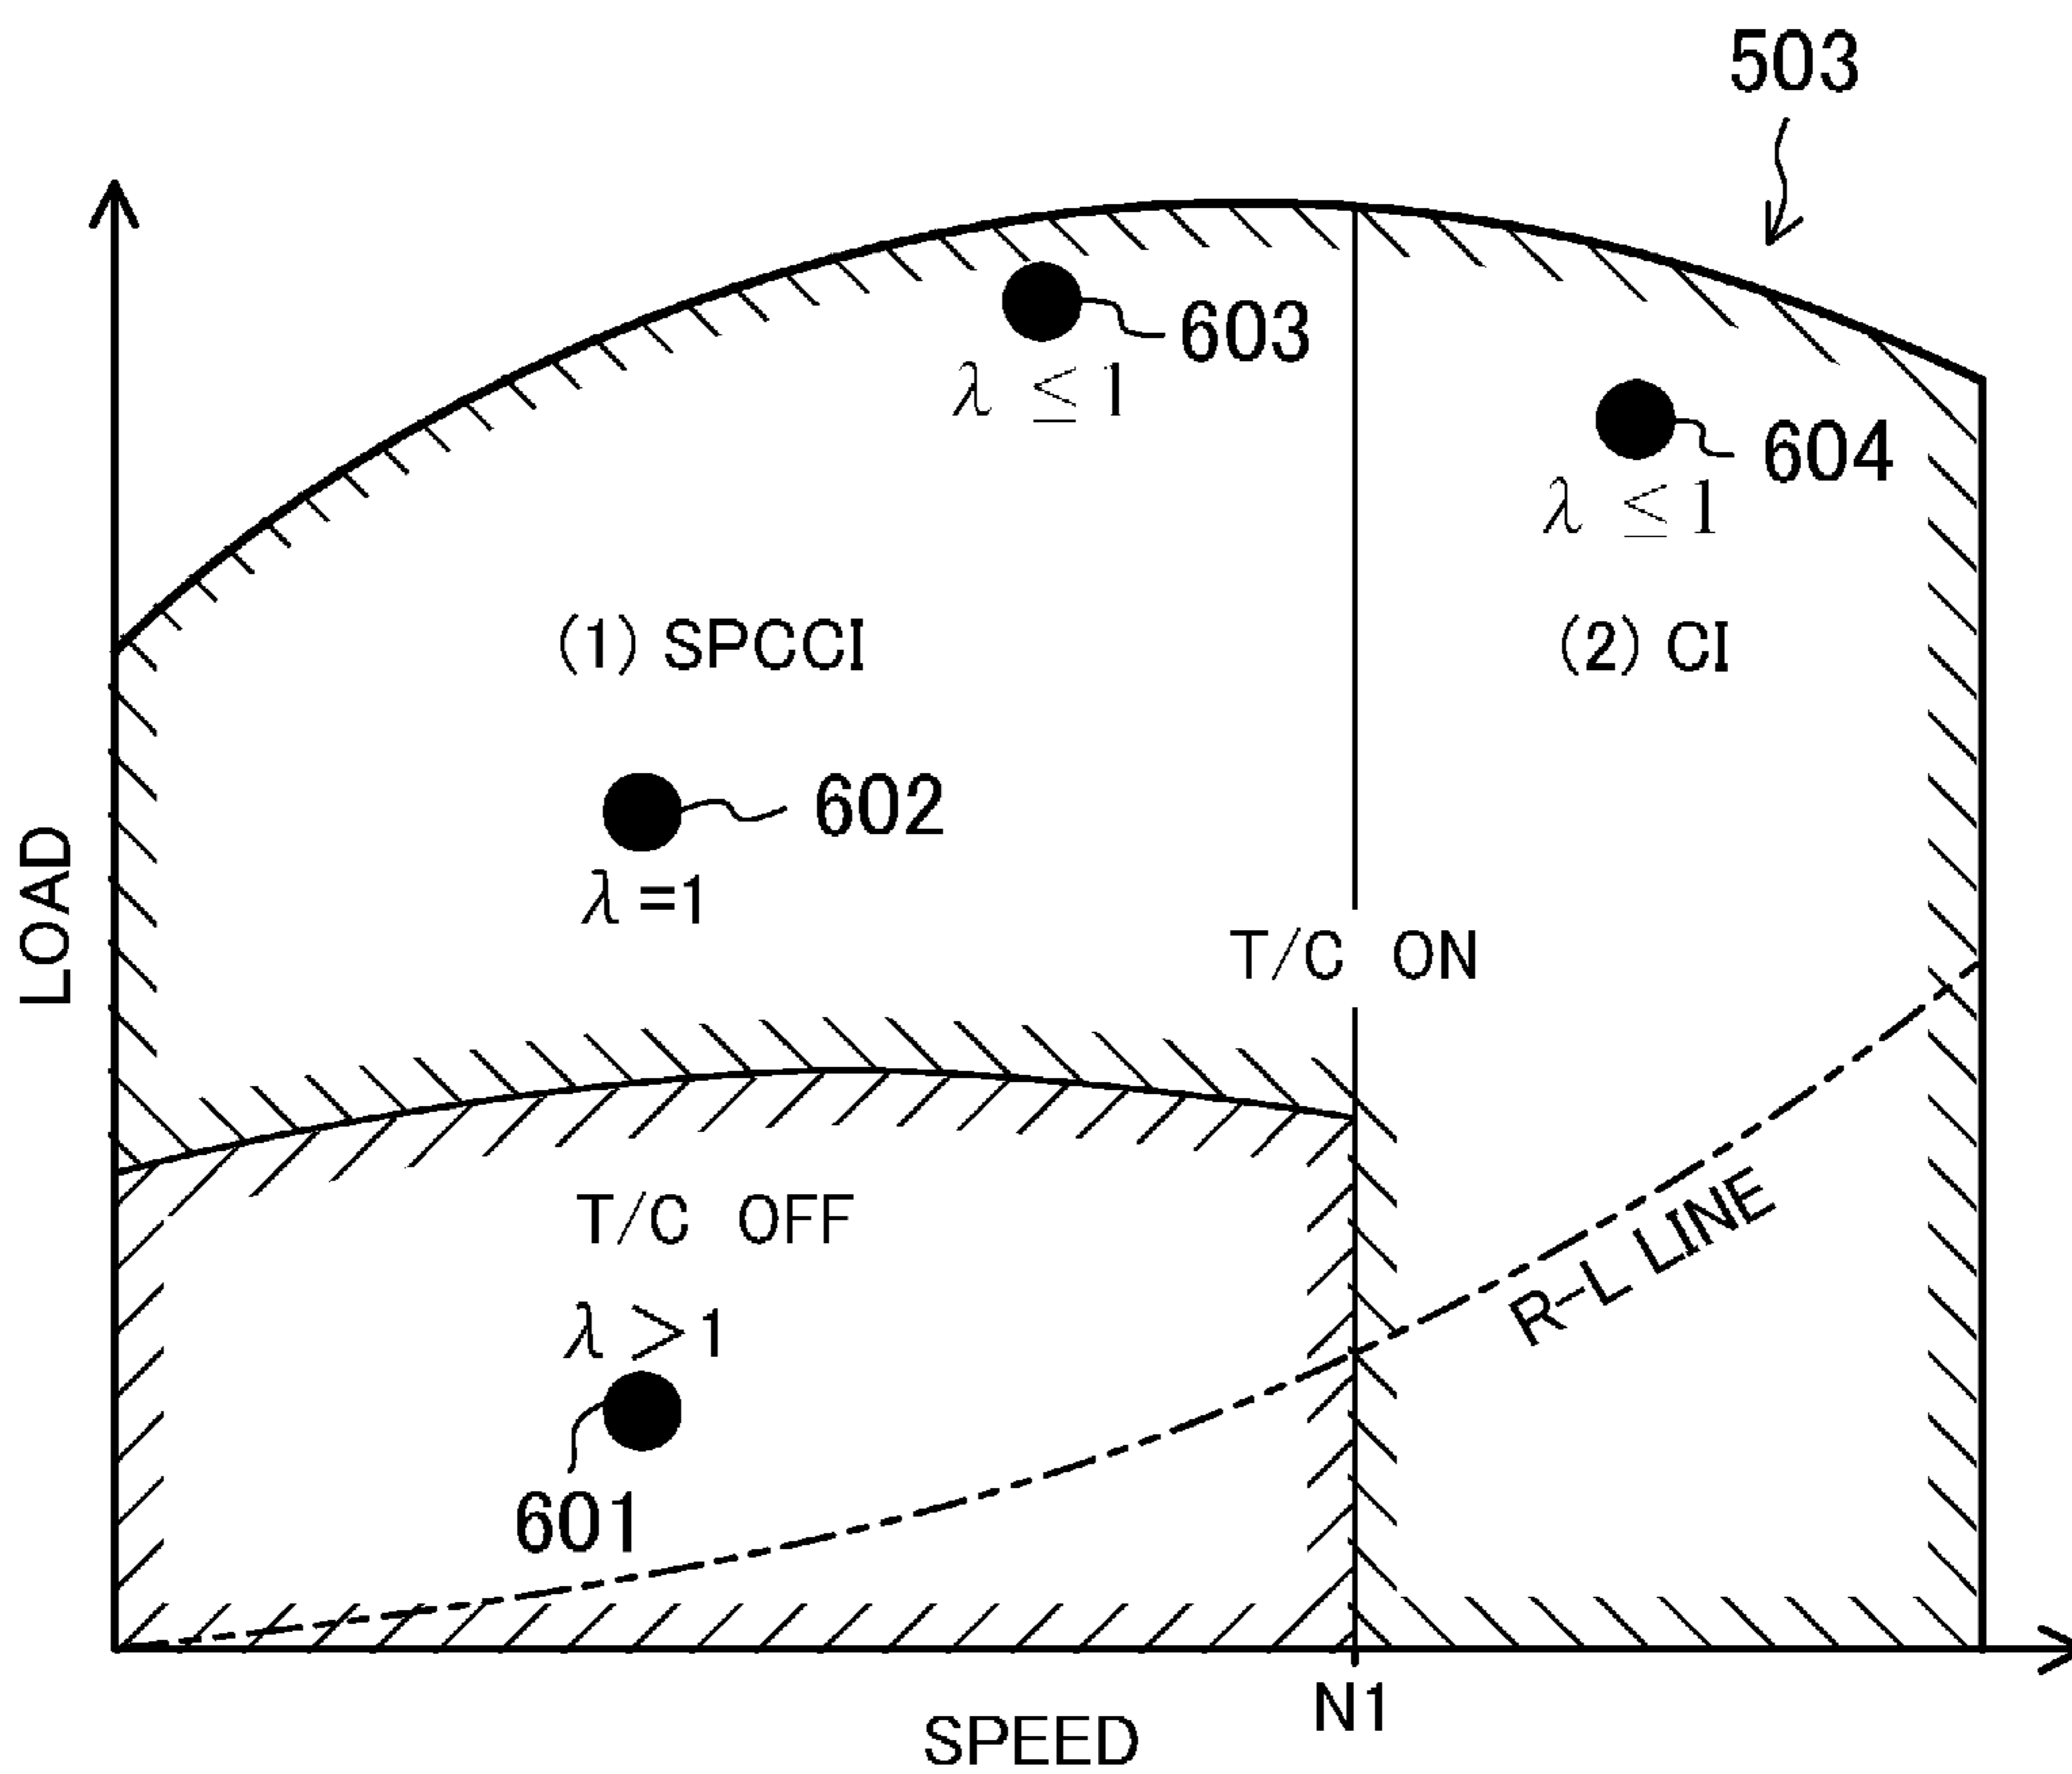 503
603
λ ≤ 1
604
λ ≤ 1
(1) SPCCI
(2) CI
602
λ =1
LOAD
T/C ON
T/C OFF
R-L LINE
λ > 1
601
N1
SPEED